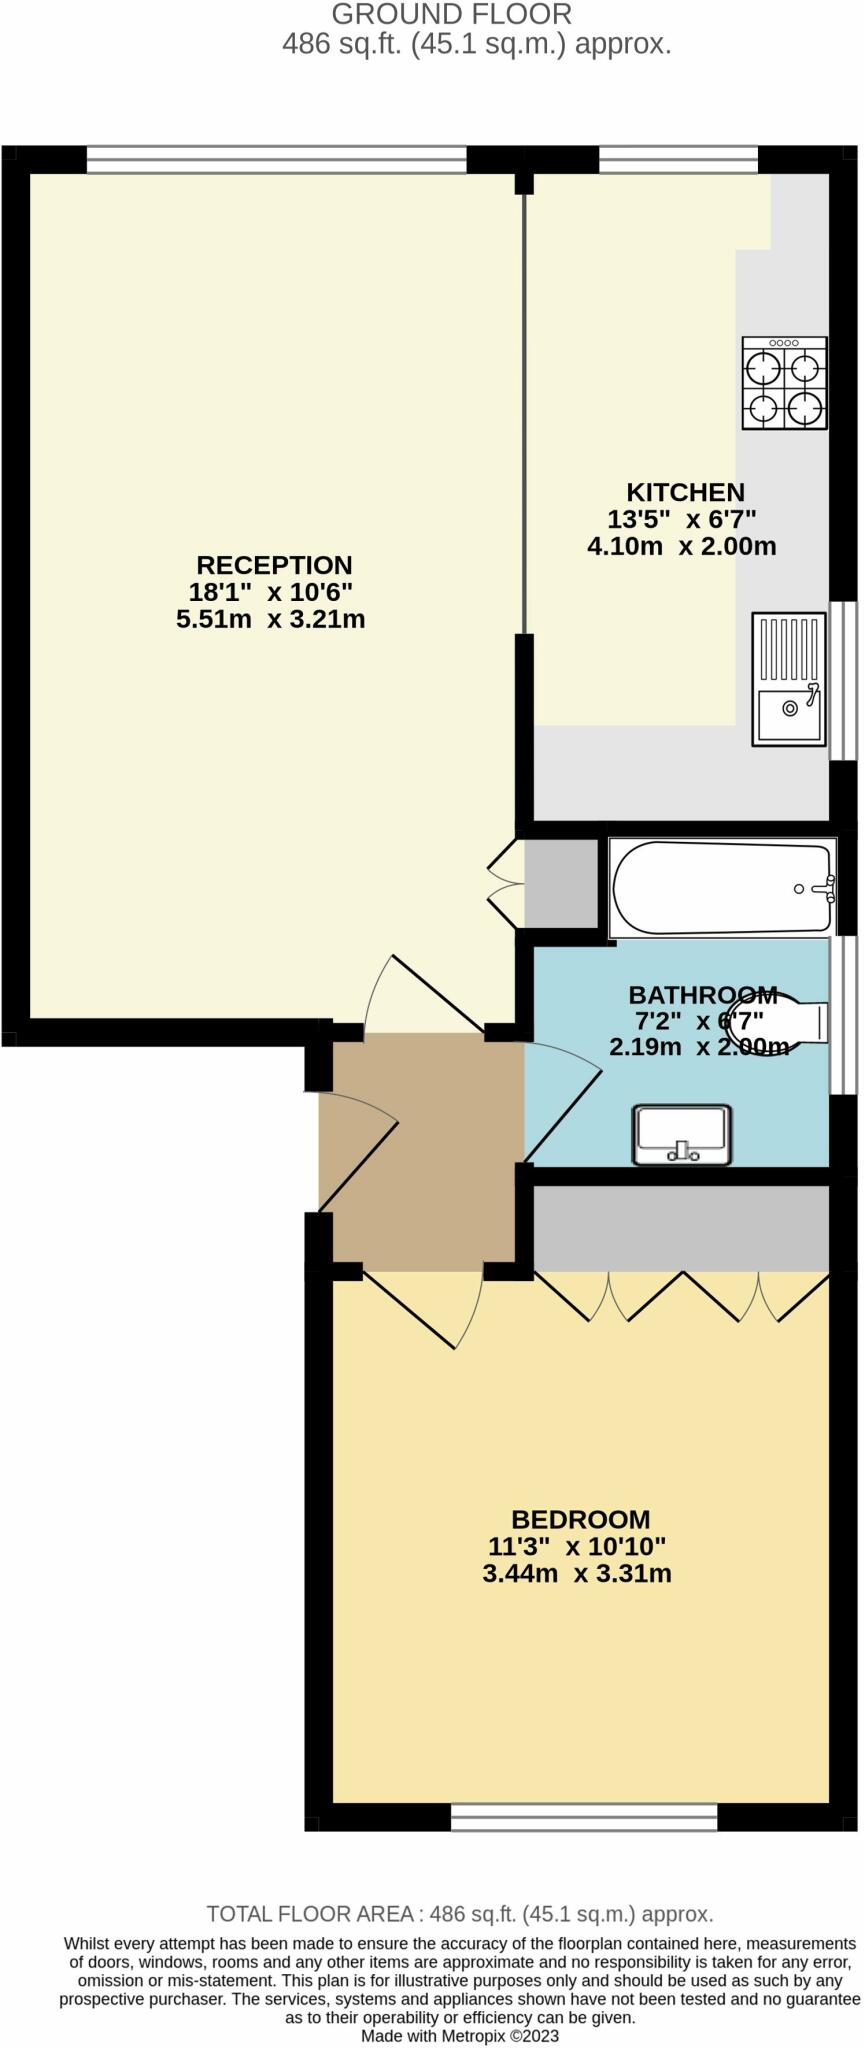 GROUND FLOOR
486 sq.ft. (45.1 sq.m.) approx.
KITCHEN
13'5" x 6'7"
4.10m x 2.00m
RECEPTION
18'1" x 10'6"
5.51m x 3.21m
BATHROOM
7'2" x 6'7"
2.19m x 2.00m
BEDROOM
11'3" x 10'10"
3.44m x 3.31m
TOTAL FLOOR AREA : 486 sq.ft. (45.1 sq.m.) approx.
Whilst every attempt has been made to ensure the accuracy of the floorplan contained here, measurements
of doors, windows, rooms and any other items are approximate and no responsibility is taken for any error,
omission or mis-statement. This plan is for illustrative purposes only and should be used as such by any
prospective purchaser. The services, systems and appliances shown have not been tested and no guarantee
as to their operability or efficiency can be given.
Made with Metropix ©2023